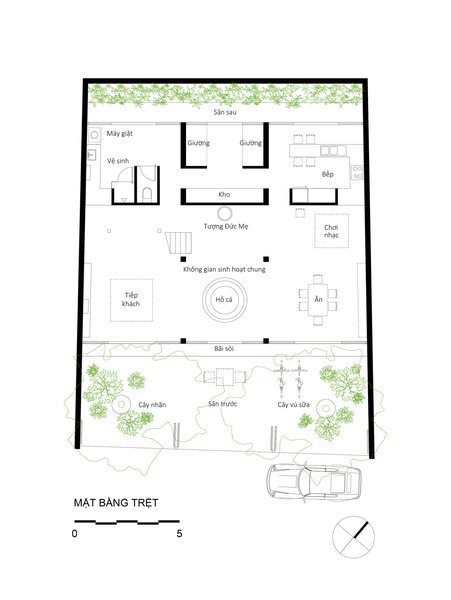 Sân sau
Máy giặt
Giường
Giường
Vệ sinh
Bếp
Kho
Tượng Đức Mẹ
Chơi
nhạc
Không gian sinh hoạt chung
Tiếp
khách
Hồ cá
Ăn
Bãi sỏi
Cây nhãn
Sân trước
Cây vú sữa
MẶT BẰNG TRỆT
0
5